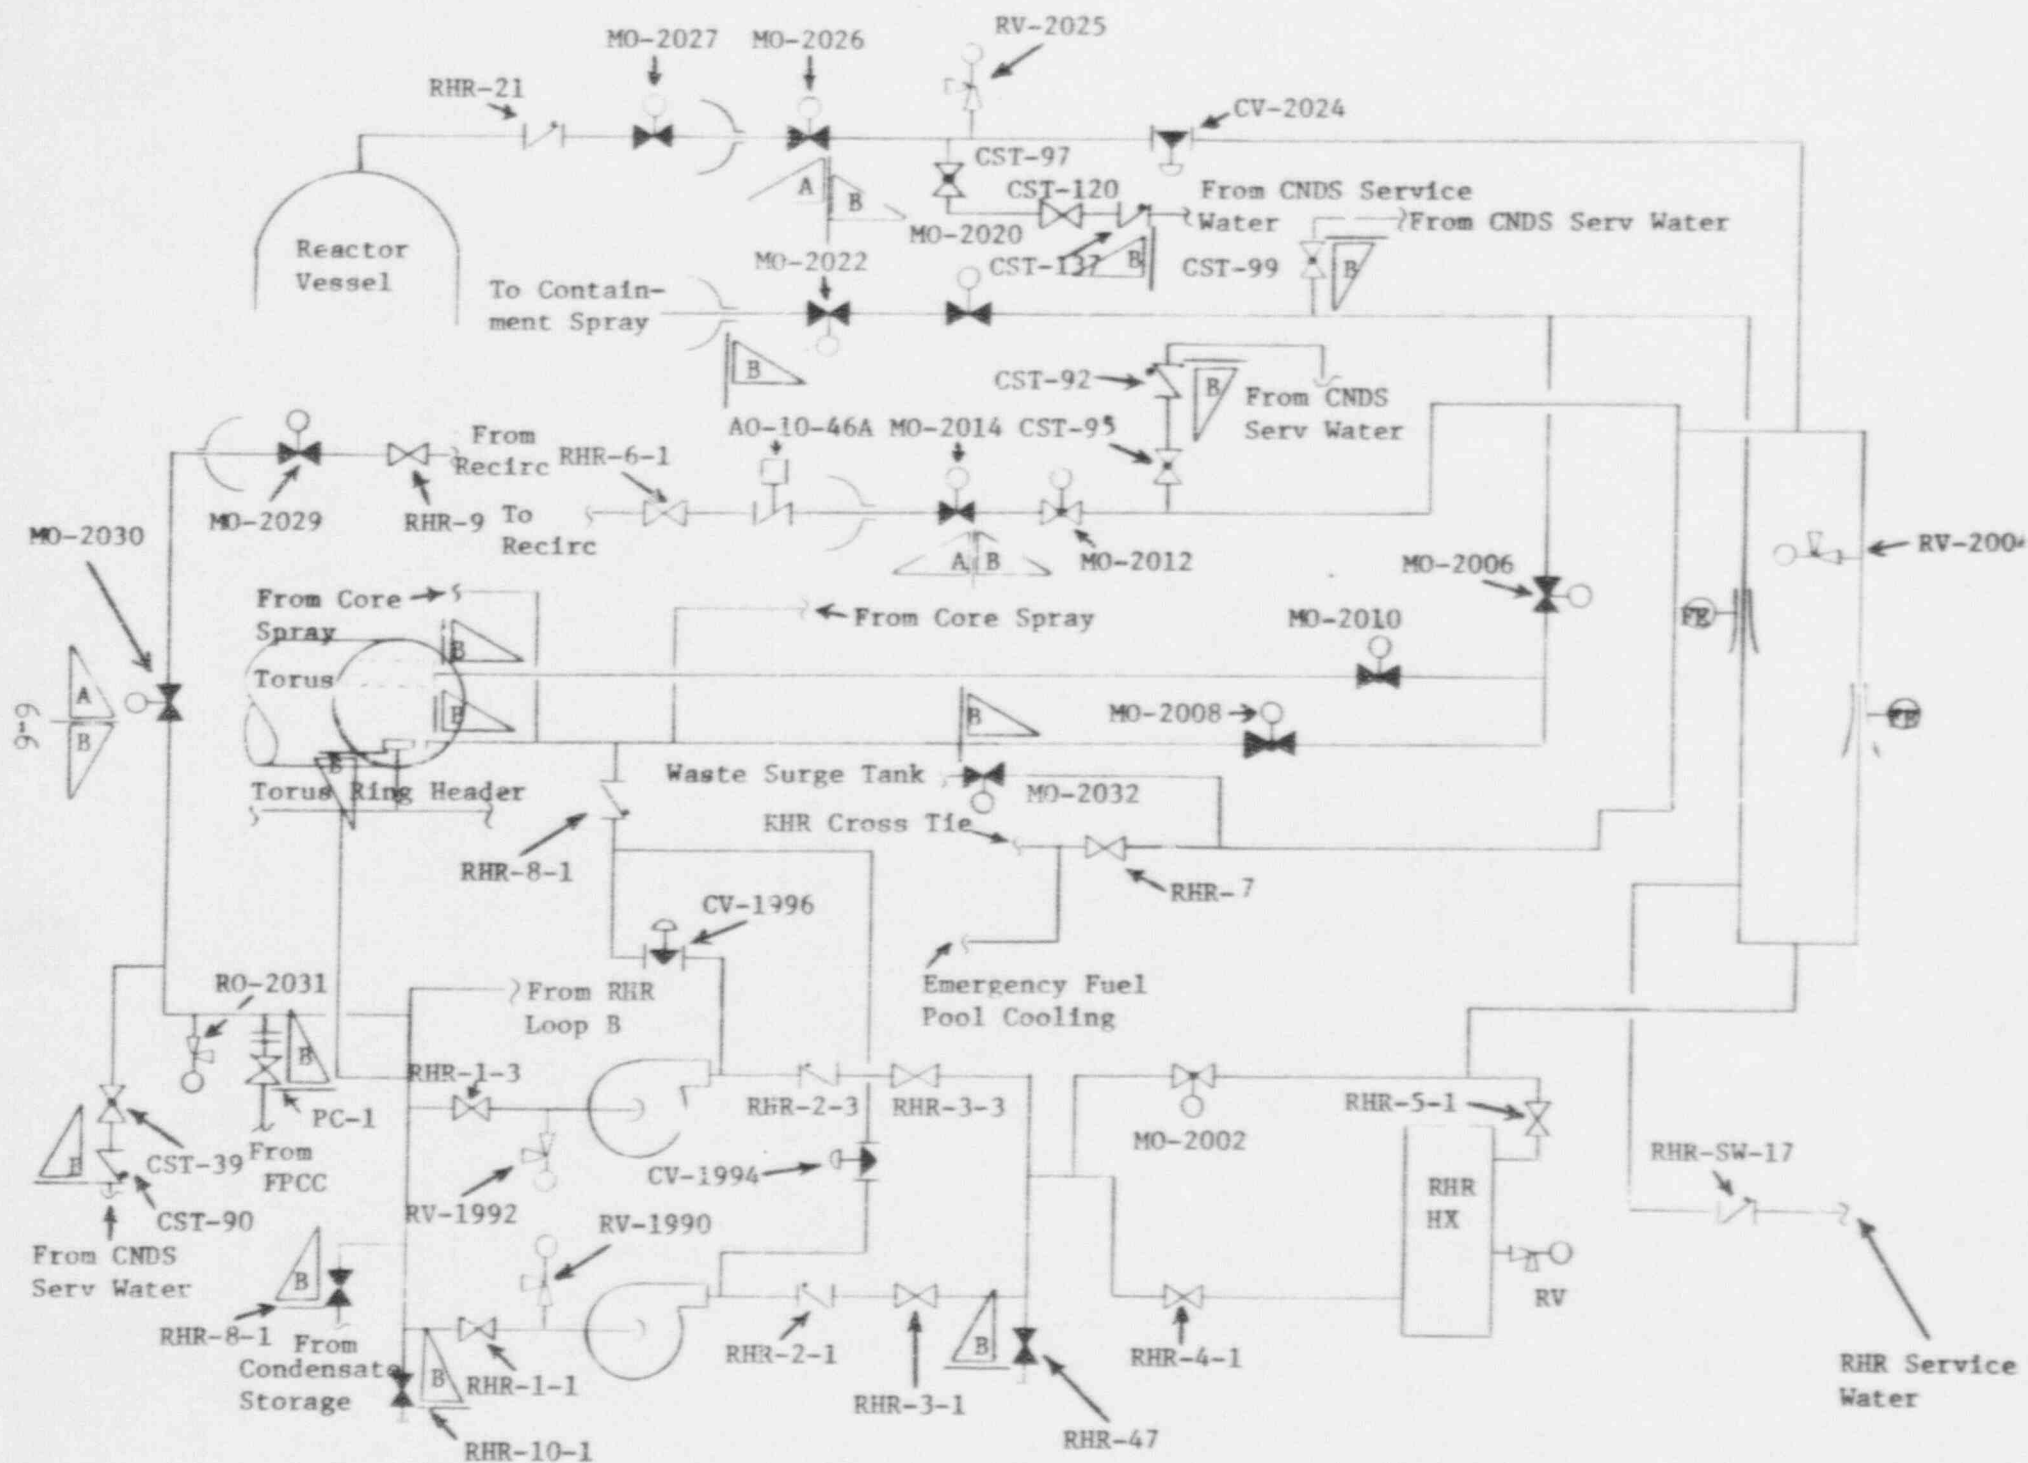 RV-2025
MO-2027
MO-2026
RHR-21
CV-2024
CST-97
CST-120
From CNDS Service
Water
From CNDS Serv Water
A
B
MO-2020
CST-137
B
CST-99
B
Reactor
Vessel
MO-2022
To Contain-
ment Spray
B
CST-92
B
From CNDS
Serv Water
AO-10-46A
MO-2014
CST-95
From
Recirc
RHR-6-1
MO-2029
RHR-9
To
Recirc
A
B
MO-2012
MO-2030
MO-2006
RV-200
From Core
Spray
B
From Core Spray
MO-2010
FE
Torus
A
B
B
B
MO-2008
FE
6-6
Waste Surge Tank
MO-2032
B
Torus Ring Header
RHR Cross Tie
RHR-8-1
RHR-7
CV-1996
RO-2031
From RHR
Loop B
Emergency Fuel
Pool Cooling
B
RHR-1-3
PC-1
RHR-2-3
RHR-3-3
MO-2002
RHR-5-1
B
CST-39
From
FPCC
CV-1994
RHR-SW-17
CST-90
RV-1992
RV-1990
RHR
HX
From CNDS
Serv Water
B
RV
RHR-8-1
From
Condensate
Storage
B
RHR-1-1
RHR-2-1
B
RHR-4-1
RHR Service
Water
RHR-3-1
RHR-10-1
RHR-47